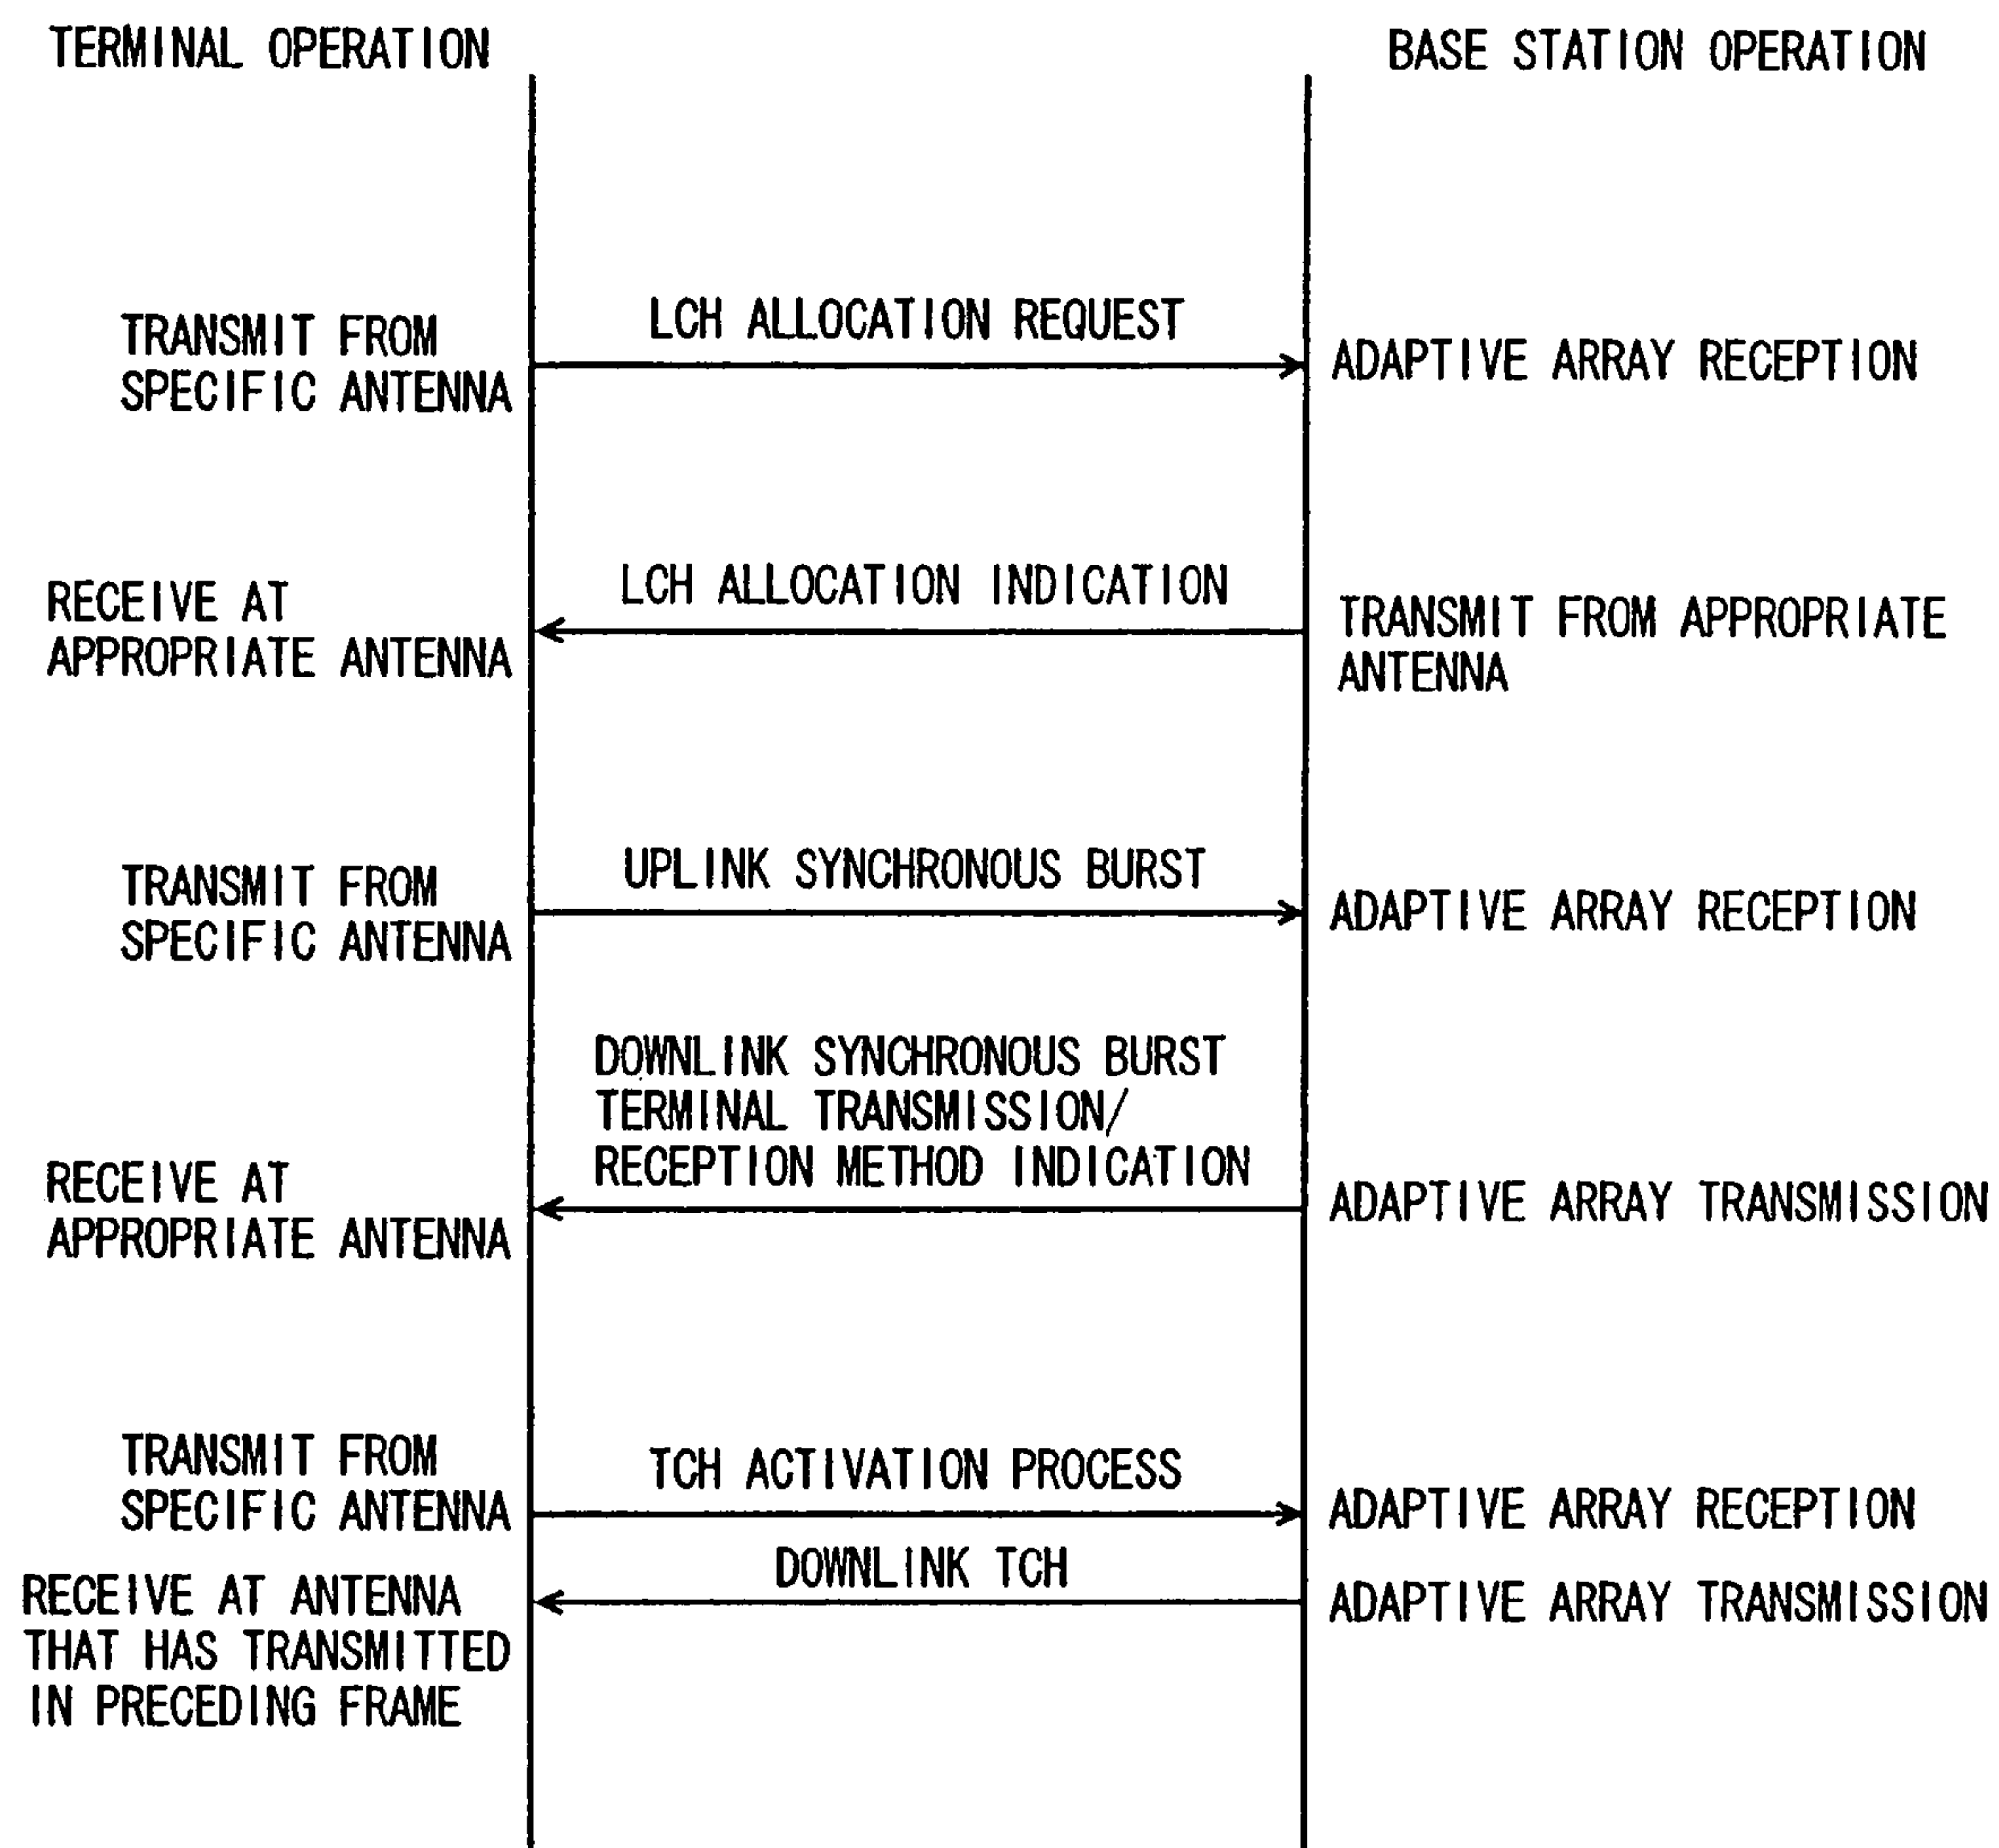 TERMINAL OPERATION
BASE STATION OPERATION
TRANSMIT FROM
SPECIFIC ANTENNA
LCH ALLOCATION REQUEST
ADAPTIVE ARRAY RECEPTION
RECEIVE AT
APPROPRIATE ANTENNA
LCH ALLOCATION INDICATION
TRANSMIT FROM APPROPRIATE
ANTENNA
TRANSMIT FROM
SPECIFIC ANTENNA
UPLINK SYNCHRONOUS BURST
ADAPTIVE ARRAY RECEPTION
RECEIVE AT
APPROPRIATE ANTENNA
DOWNLINK SYNCHRONOUS BURST
TERMINAL TRANSMISSION/
RECEPTION METHOD INDICATION
ADAPTIVE ARRAY TRANSMISSION
TRANSMIT FROM
SPECIFIC ANTENNA
TCH ACTIVATION PROCESS
ADAPTIVE ARRAY RECEPTION
RECEIVE AT ANTENNA
THAT HAS TRANSMITTED
IN PRECEDING FRAME
DOWNLINK TCH
ADAPTIVE ARRAY TRANSMISSION